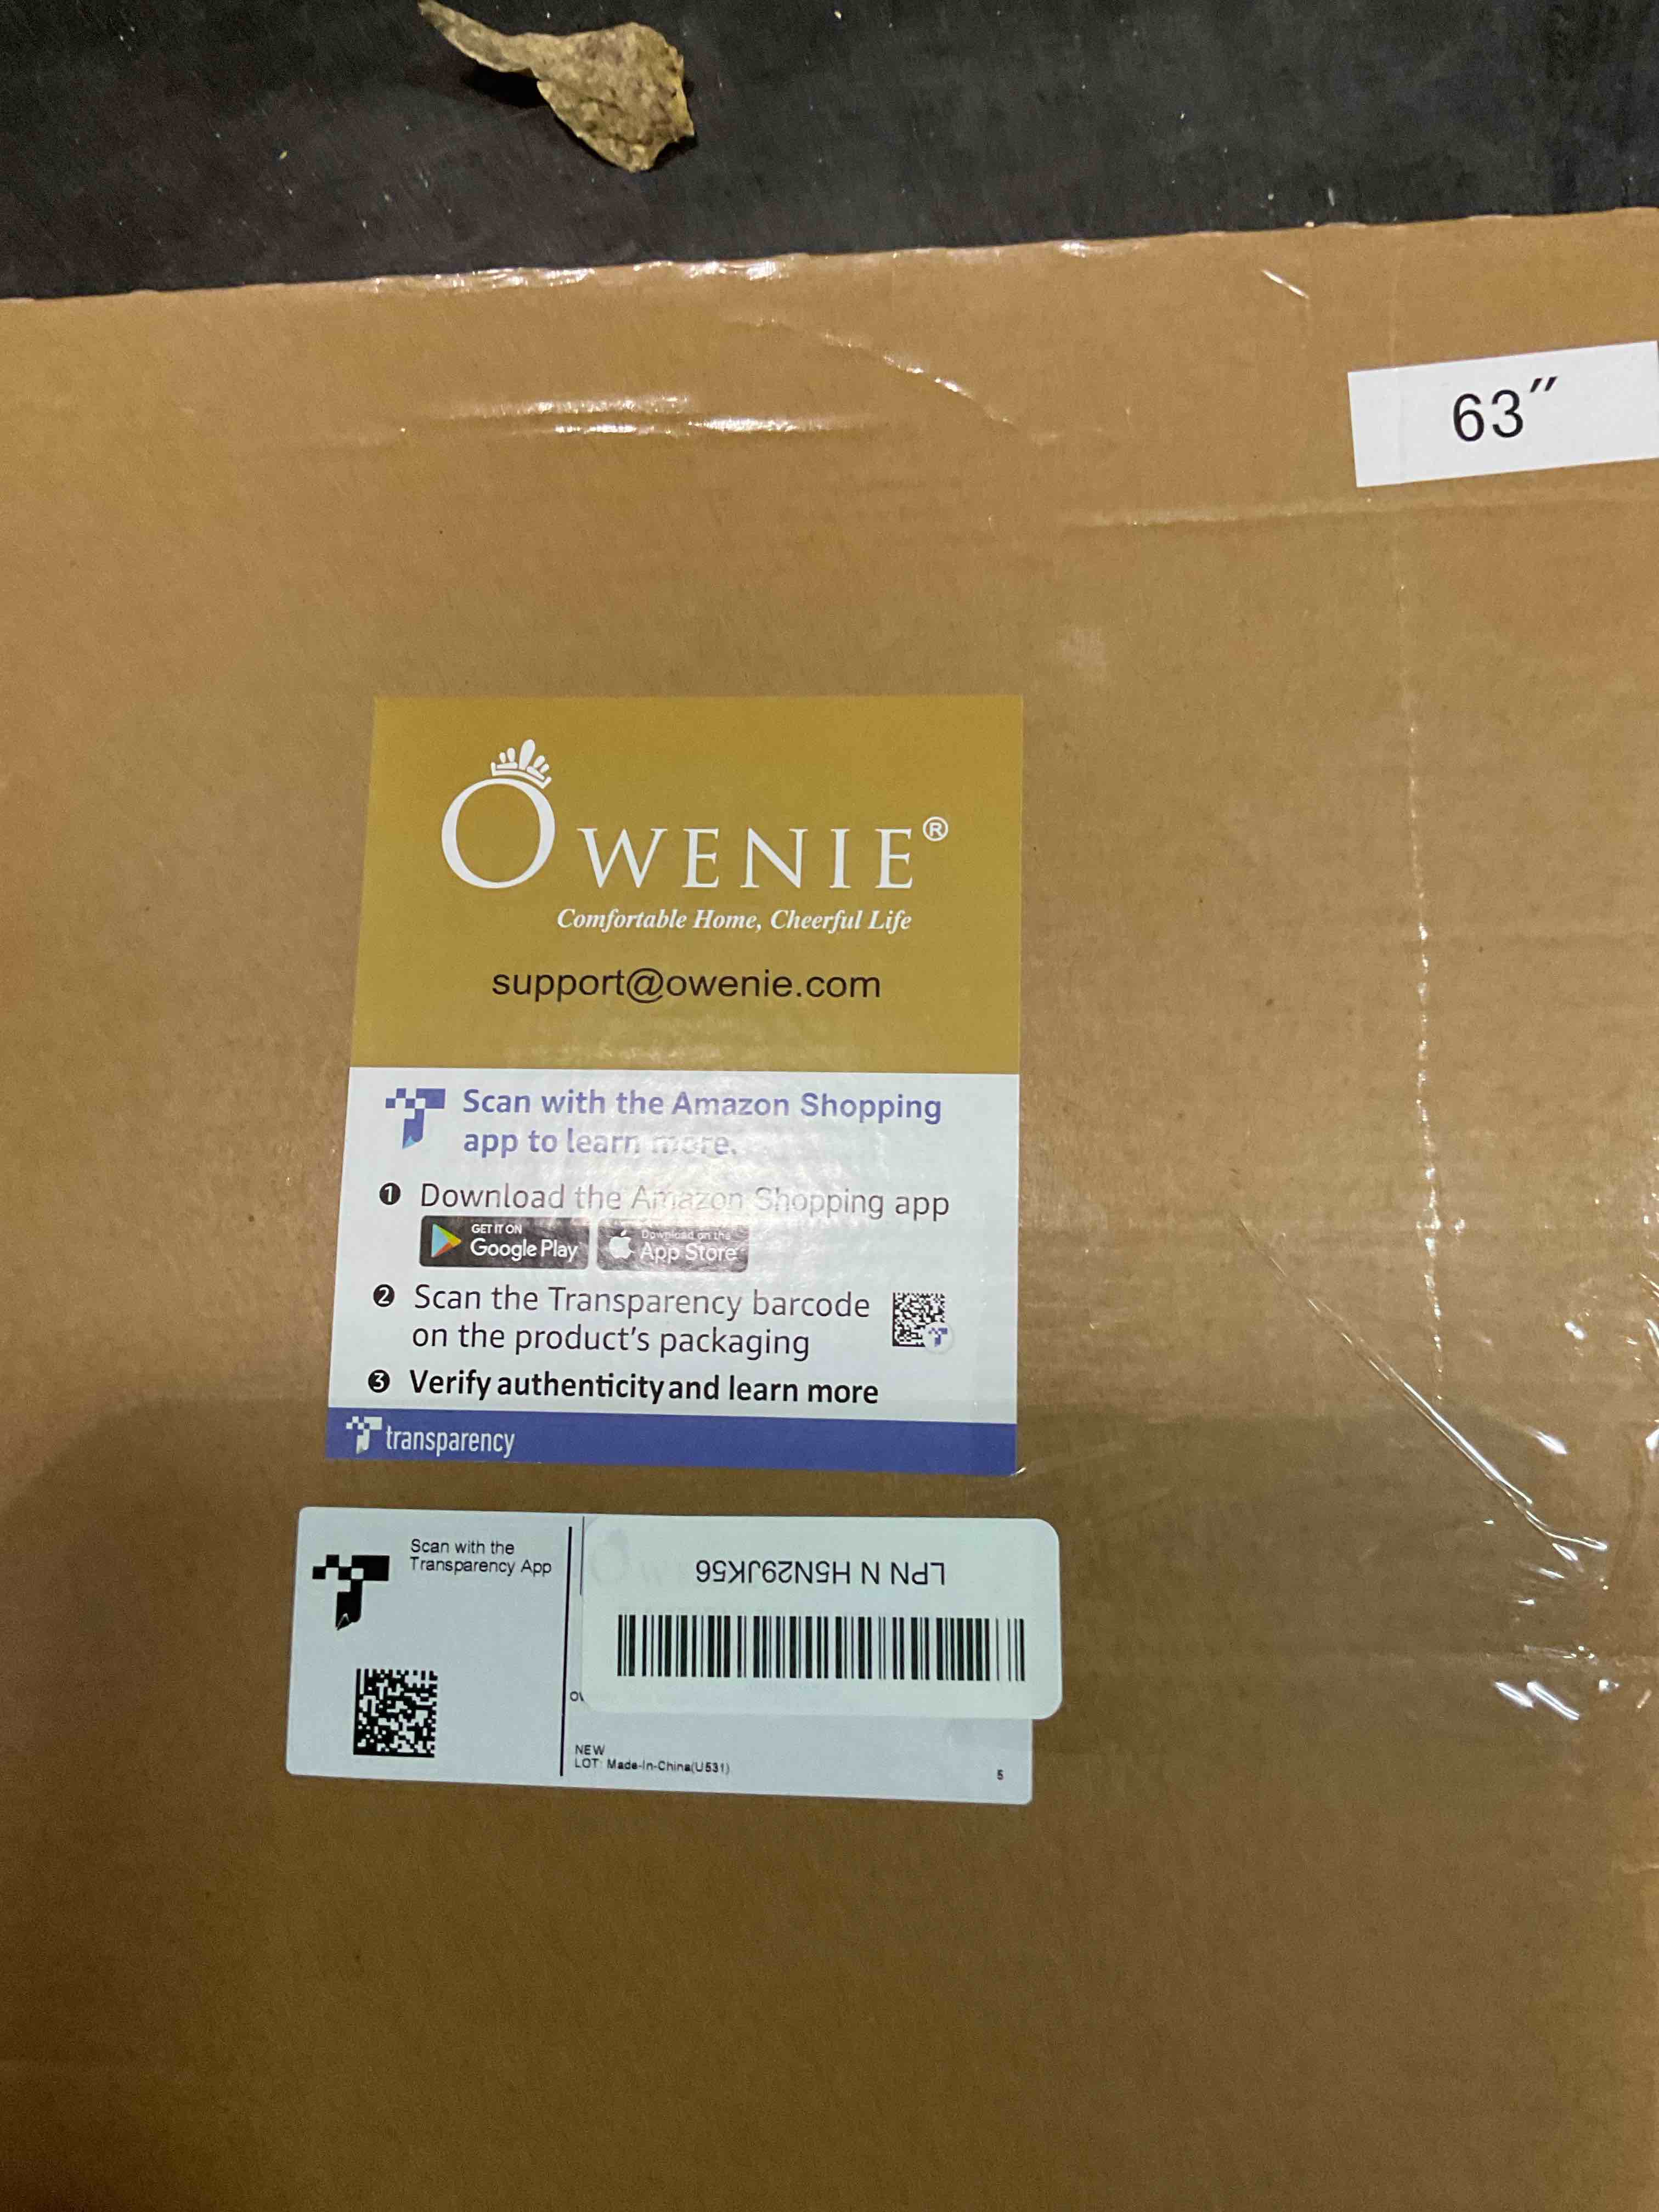 63"
OWENIE®
Comfortable Home, Cheerful Life
support@owenie.com
Scan with the Amazon Shopping
app to learn more.
❶ Download the Amazon Shopping app
GET IT ON
Google Play
Download on the
App Store
❷ Scan the Transparency barcode
on the product's packaging
❸ Verify authenticity and learn more
transparency
Scan with the
Transparency App
LPN N H5N29JK56
NEW
LOT: Made-In-China(U531)
5